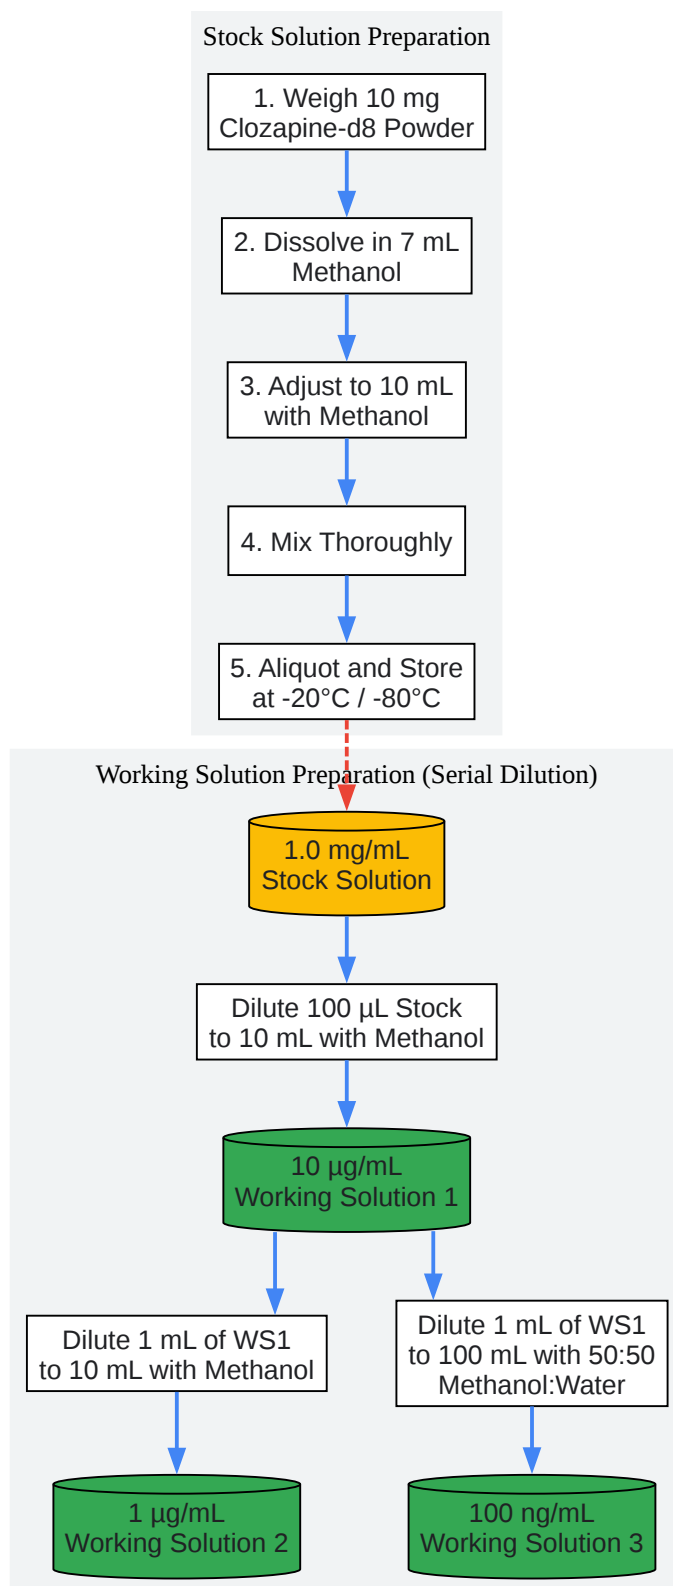 Stock Solution Preparation
1. Weigh 10 mg
Clozapine-d8 Powder
2. Dissolve in 7 mL
Methanol
3. Adjust to 10 mL
with Methanol
4. Mix Thoroughly
5. Aliquot and Store
at -20°C / -80°C
Working Solution Preparation (Serial Dilution)
1.0 mg/mL
Stock Solution
Dilute 100 µL Stock
to 10 mL with Methanol
10 µg/mL
Working Solution 1
Dilute 1 mL of WS1
to 10 mL with Methanol
Dilute 1 mL of WS1
to 100 mL with 50:50
Methanol:Water
1 µg/mL
Working Solution 2
100 ng/mL
Working Solution 3